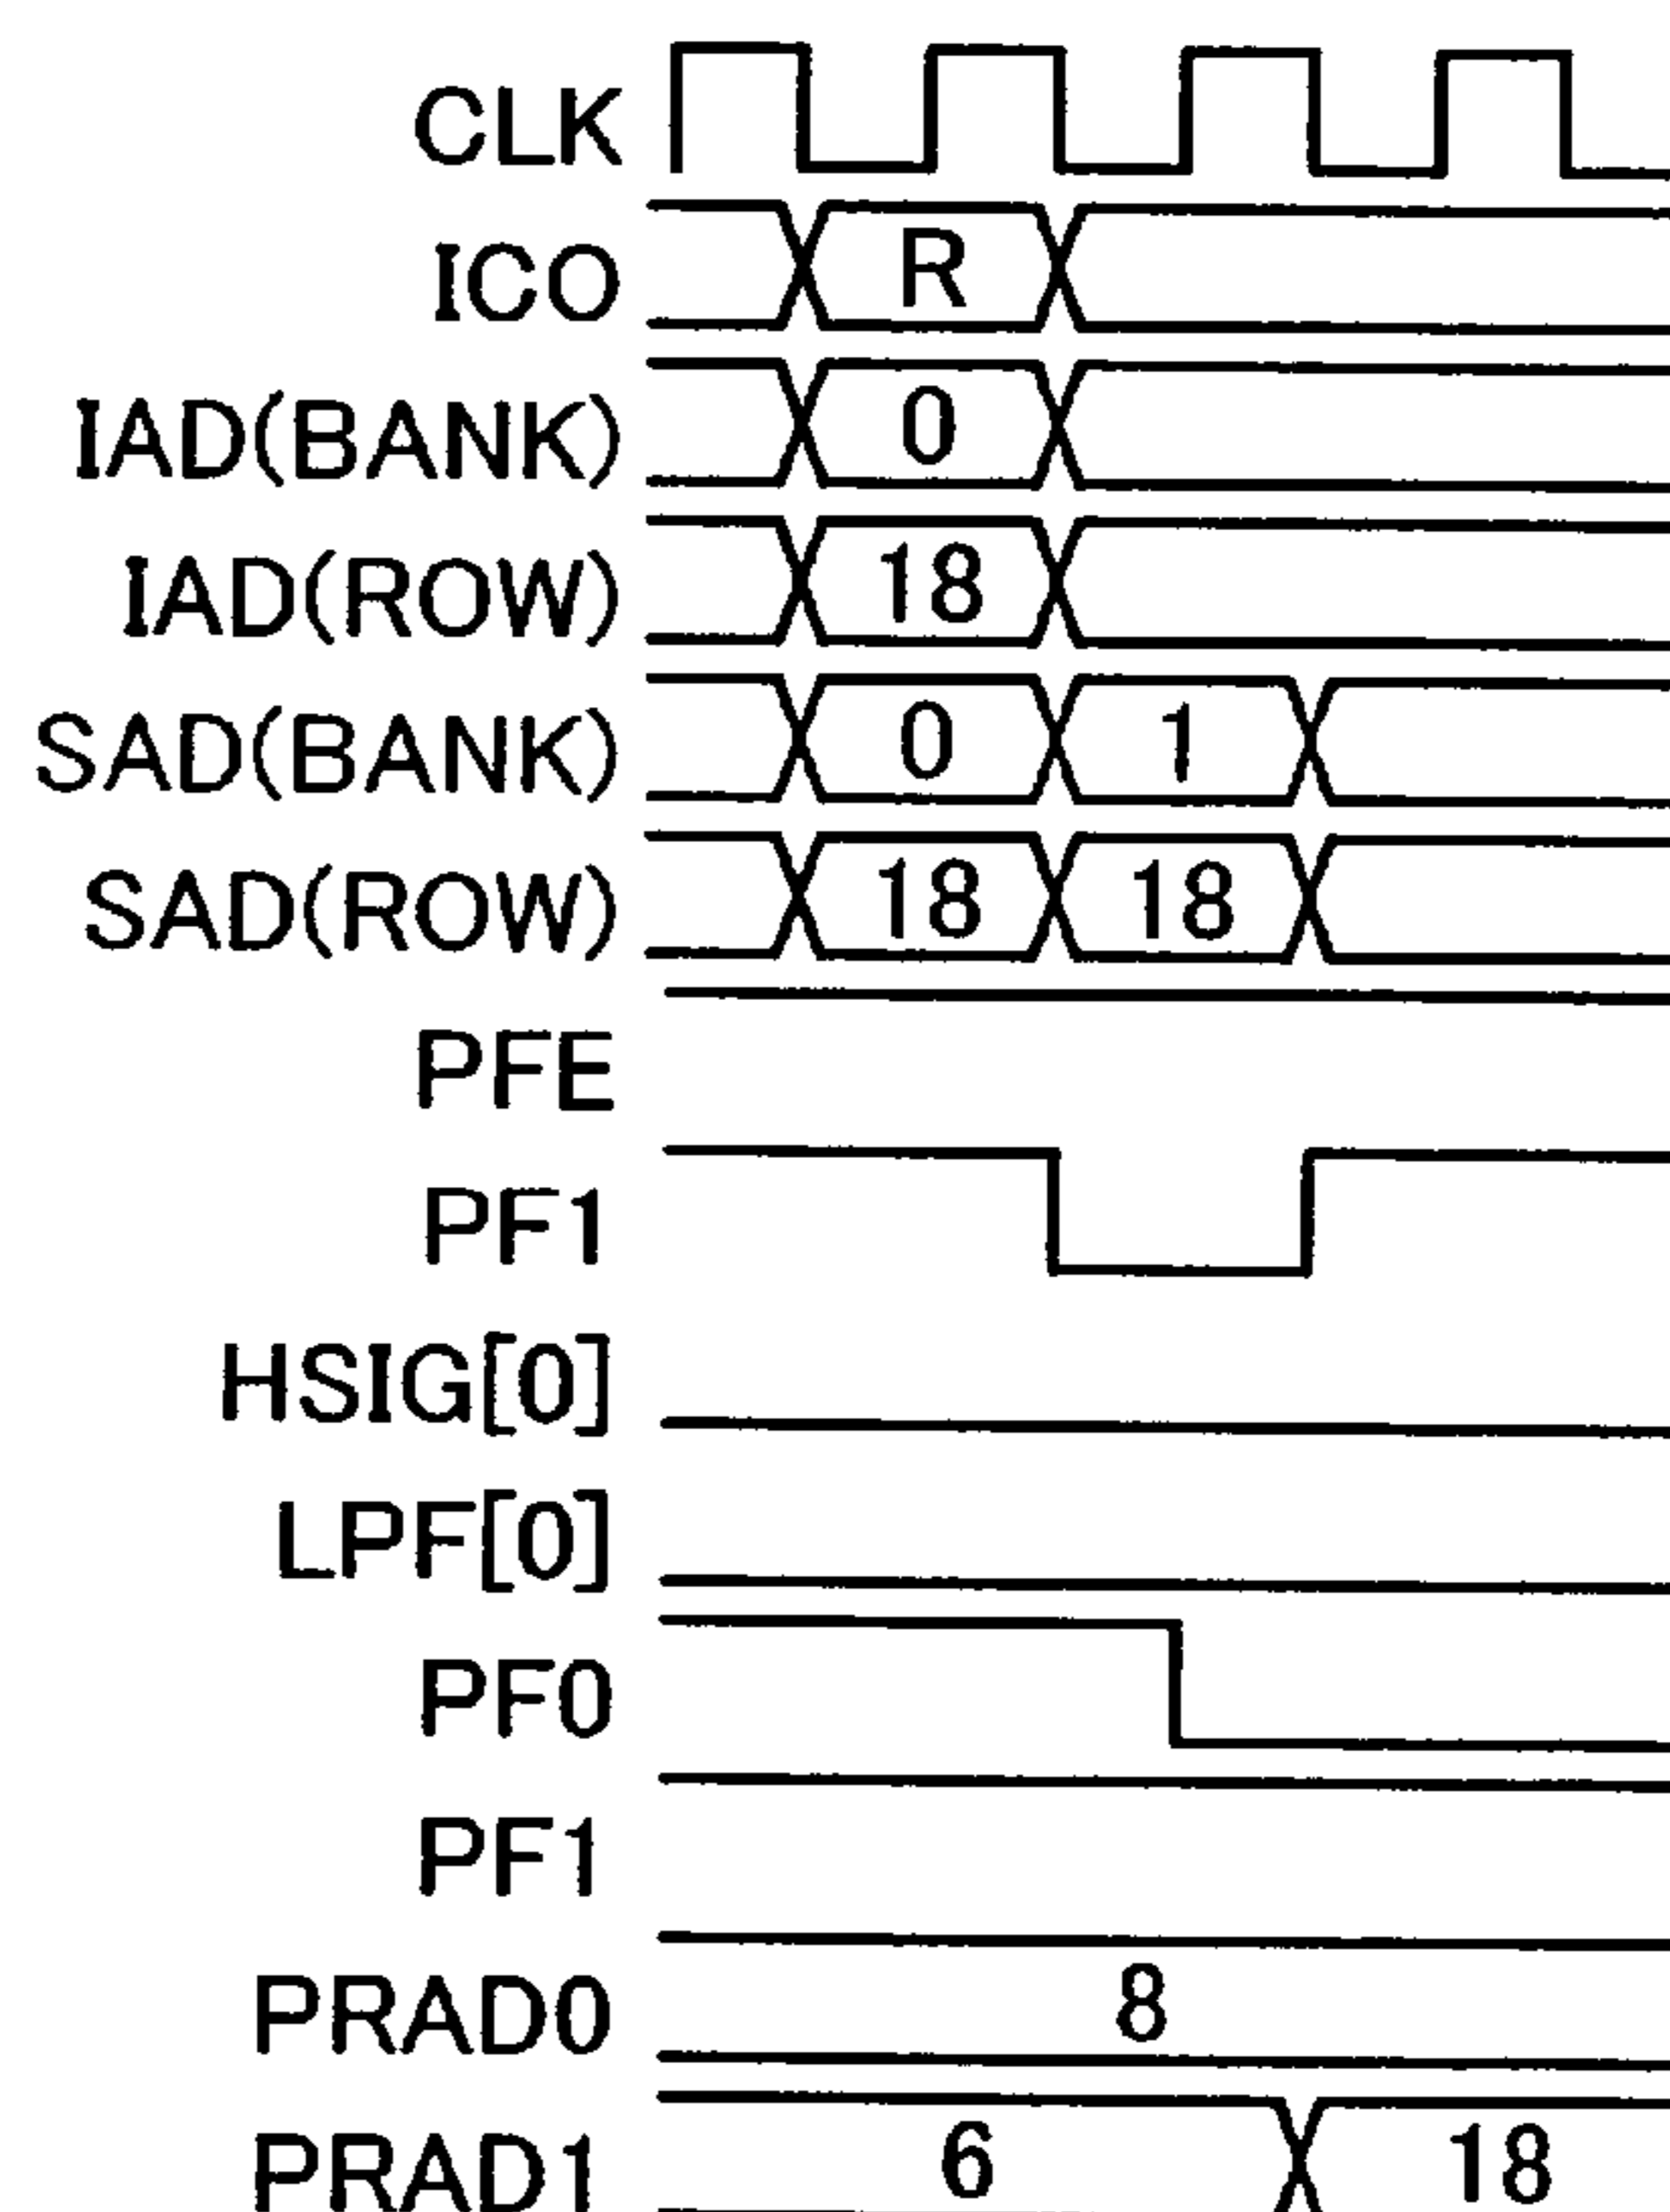 CLK
ICO R
IAD(BANK) 0
IAD(ROW) 18
SAD(BANK) 0 1
SAD(ROW) 18 18
PFE
PF1
HSIG[0]
LPF[0]
PF0
PF1
PRAD0 8
PRAD1 6 18